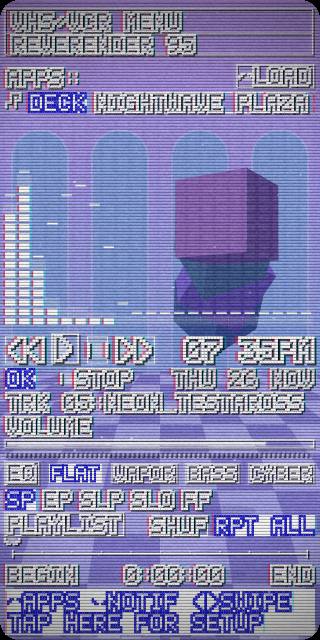 VHS/VCR MENU
REWERENDER 95
APPS:: LOAD
DECK NIGHTWAVE PLAZA
07 35PM
OK STOP THU 26 NOV
TRK 05:NEON_TESTAROSS
VOLUME
EQ FLAT VAPOR BASS CYBER
SP EP SLP SLO FF
PLAYLIST SHUF RPT ALL
BEGIN 0:00:00 END
APPS NOTIF SWIPE
TAP HERE FOR SETUP